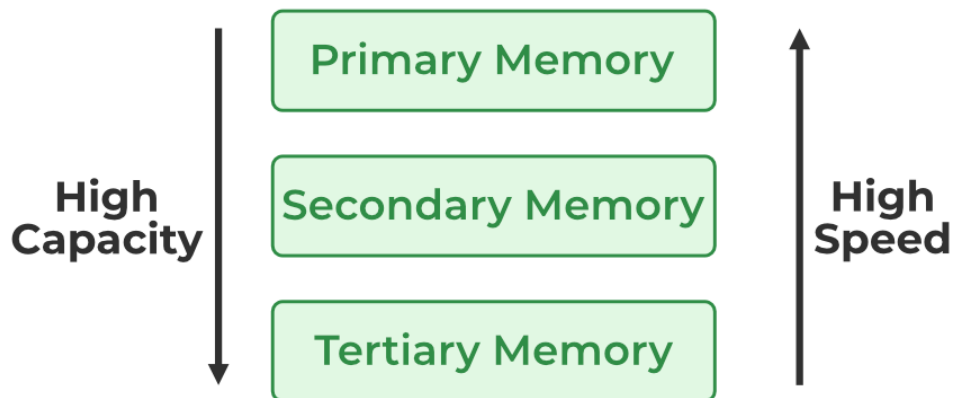 Primary Memory
High
Capacity
Secondary Memory
High
Speed
Tertiary Memory